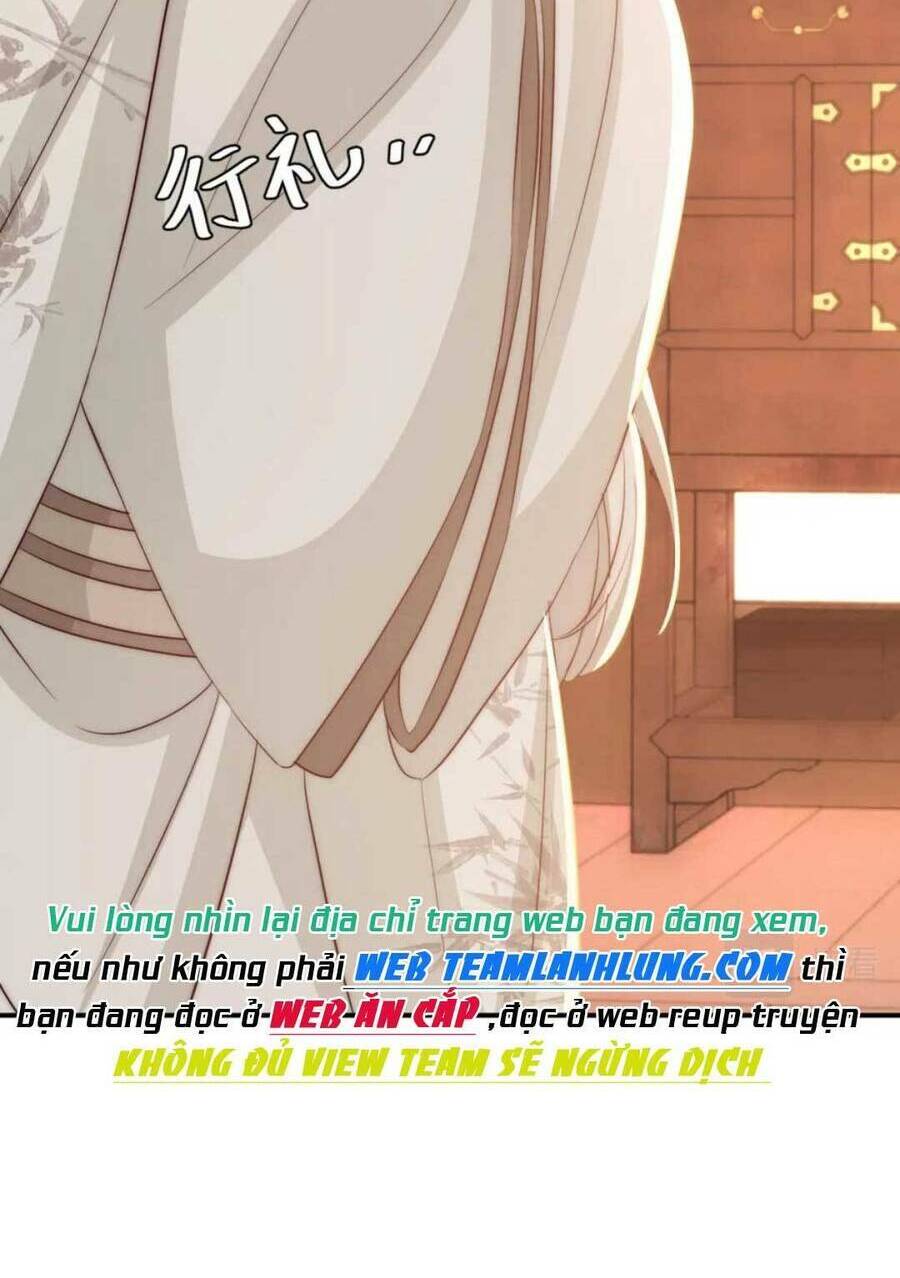 行礼..
Vui lòng nhìn lại địa chỉ trang web bạn đang xem,
nếu như không phải WEB TEAMLANHLUNG.COM thì
bạn đang đọc ở WEB ĂN CẮP ,đọc ở web reup truyện
KHÔNG ĐỦ VIEW TEAM SẼ NGỪNG DỊCH